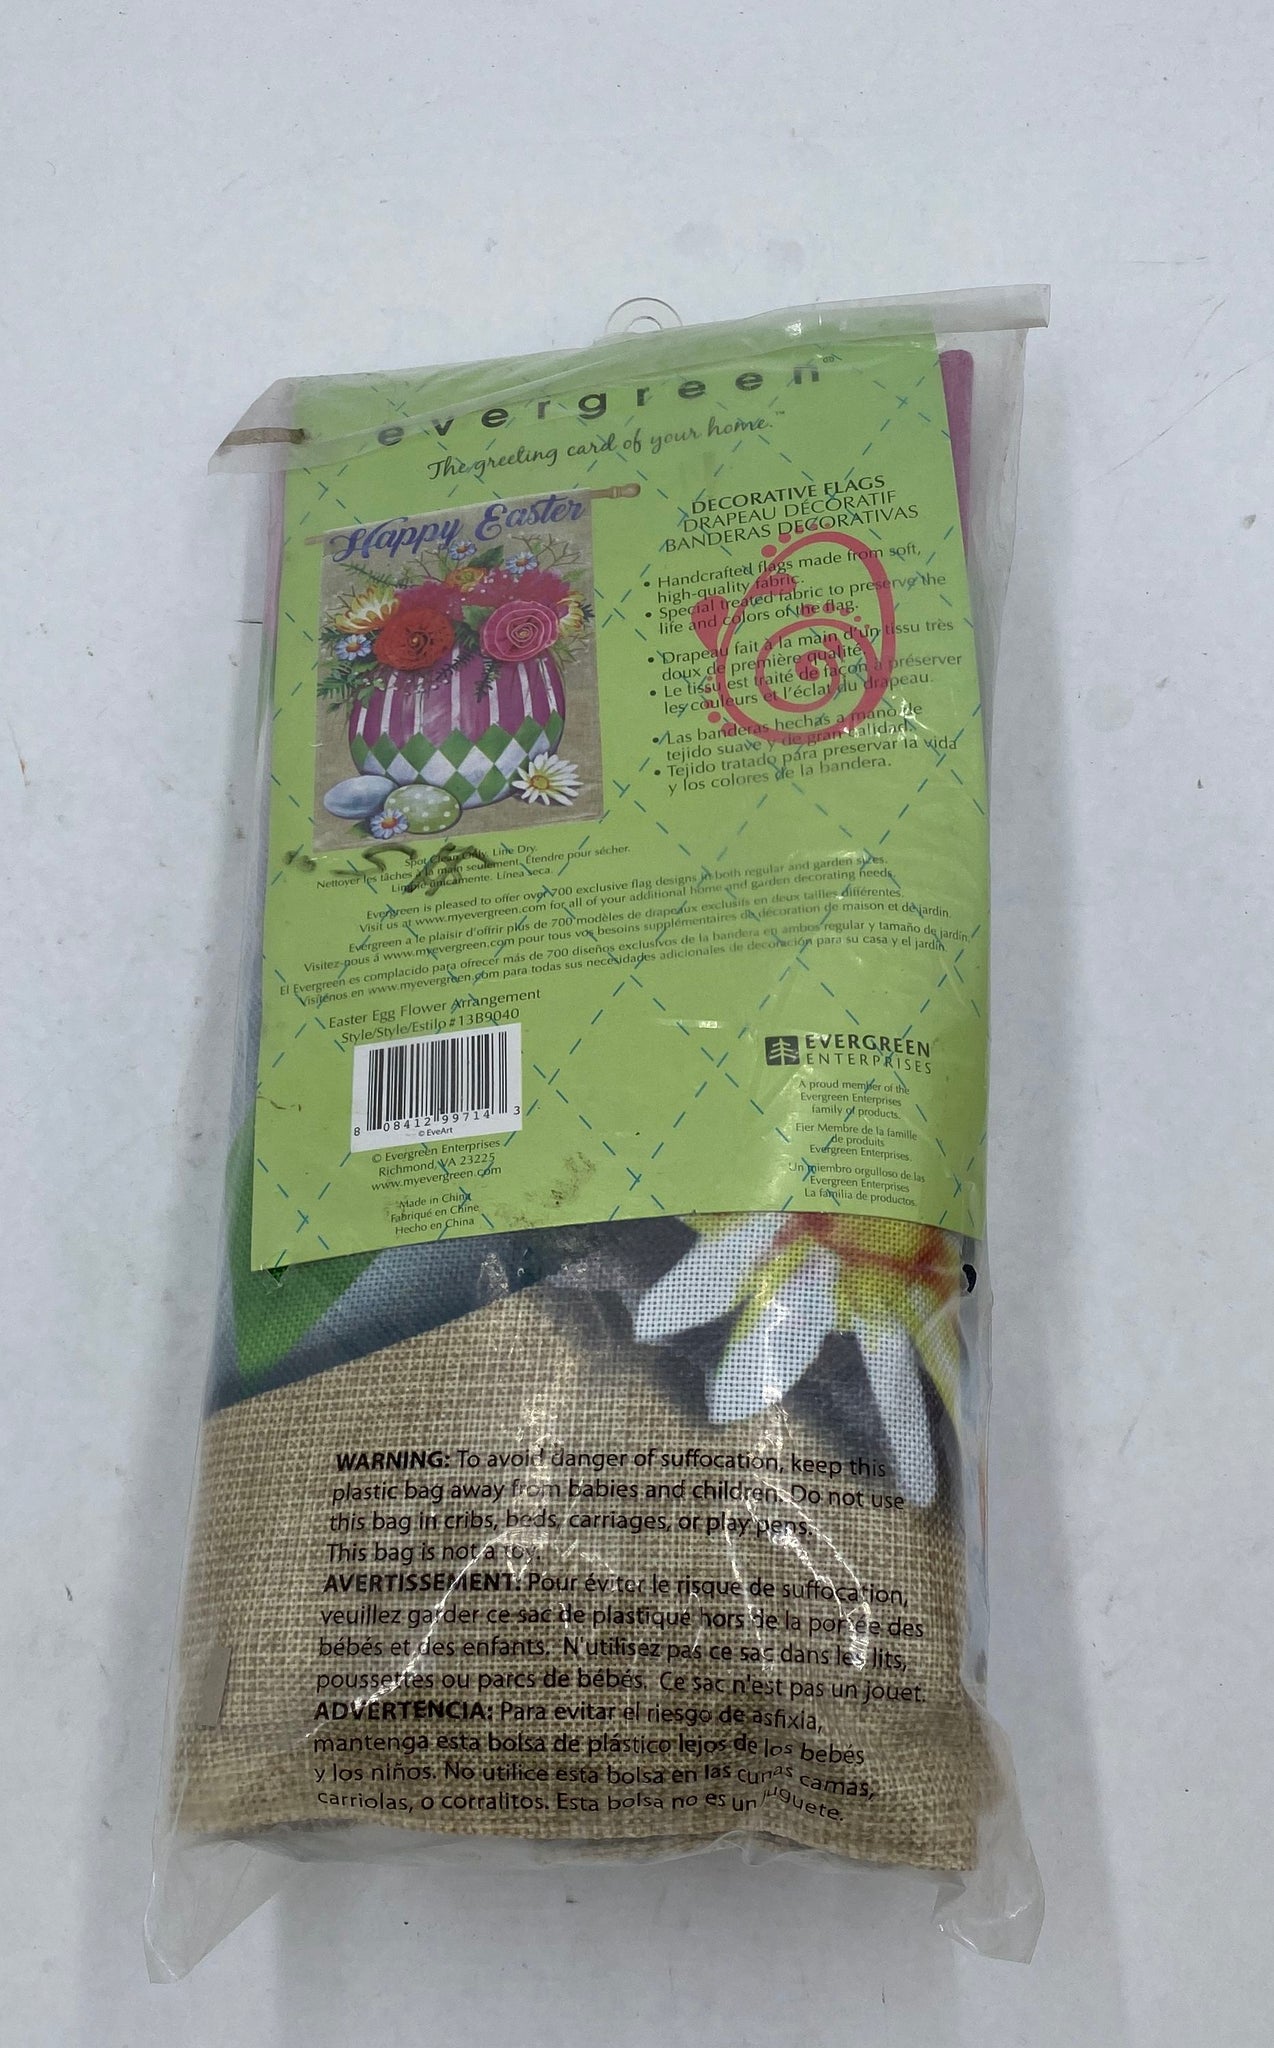 evergreen
The greeting card of your home.™
Happy Easter
DECORATIVE FLAGS
DRAPEAU DÉCORATIF
BANDERAS DECORATIVAS
• Handcrafted flags made from soft,
high-quality fabric.
• Special treated fabric to preserve the
life and colors of the flag.
• Drapeau fait à la main d'un tissu très
doux de première qualité.
• Le tissu est traité de façon à préserver
les couleurs et l'éclat du drapeau.
• Las banderas hechas a mano de
tejido suave y de gran calidad.
• Tejido tratado para preservar la vida
y los colores de la bandera.
Spot Clean Only. Line Dry.
Nettoyer les tâches à la main seulement. Étendre pour sécher.
Limpie únicamente. Línea seca.
Evergreen is pleased to offer over 700 exclusive flag designs in both regular and garden sizes.
Visit us at www.myevergreen.com for all of your additional home and garden decorating needs.
Evergreen a le plaisir d'offrir plus de 700 modèles de drapeaux exclusifs en deux tailles différentes.
Visitez-nous á www.myevergreen.com pour tous vos besoins supplémentaires de décoration de maison et de jardin.
El Evergreen es complacido para ofrecer más de 700 diseños exclusivos de la bandera en ambos regular y tamaño de jardín.
Visítenos en www.myevergreen.com para todas sus necesidades adicionales de decoración para su casa y el jardín.
Easter Egg Flower Arrangement
Style/Style/Estilo #13B9040
8 08412 99714 3
© EveArt
© Evergreen Enterprises
Richmond, VA 23225
www.myevergreen.com
Made in China
Fabriqué en Chine
Hecho en China
EVERGREEN
ENTERPRISES
A proud member of the
Evergreen Enterprises
family of products.
Fier Membre de la famille
de produits
Evergreen Enterprises.
Un miembro orgulloso de las
Evergreen Enterprises
La familia de productos.
WARNING: To avoid danger of suffocation, keep this
plastic bag away from babies and children. Do not use
this bag in cribs, beds, carriages, or play pens.
This bag is not a toy.
AVERTISSEMENT: Pour éviter le risque de suffocation,
veuillez garder ce sac de plastique hors de la portée des
bébés et des enfants. N'utilisez pas ce sac dans les lits,
poussettes ou parcs de bébés. Ce sac n'est pas un jouet.
ADVERTENCIA: Para evitar el riesgo de asfixia,
mantenga esta bolsa de plástico lejos de los bebés
y los niños. No utilice esta bolsa en las cunas camas,
carriolas, o corralitos. Esta bolsa no es un juguete.